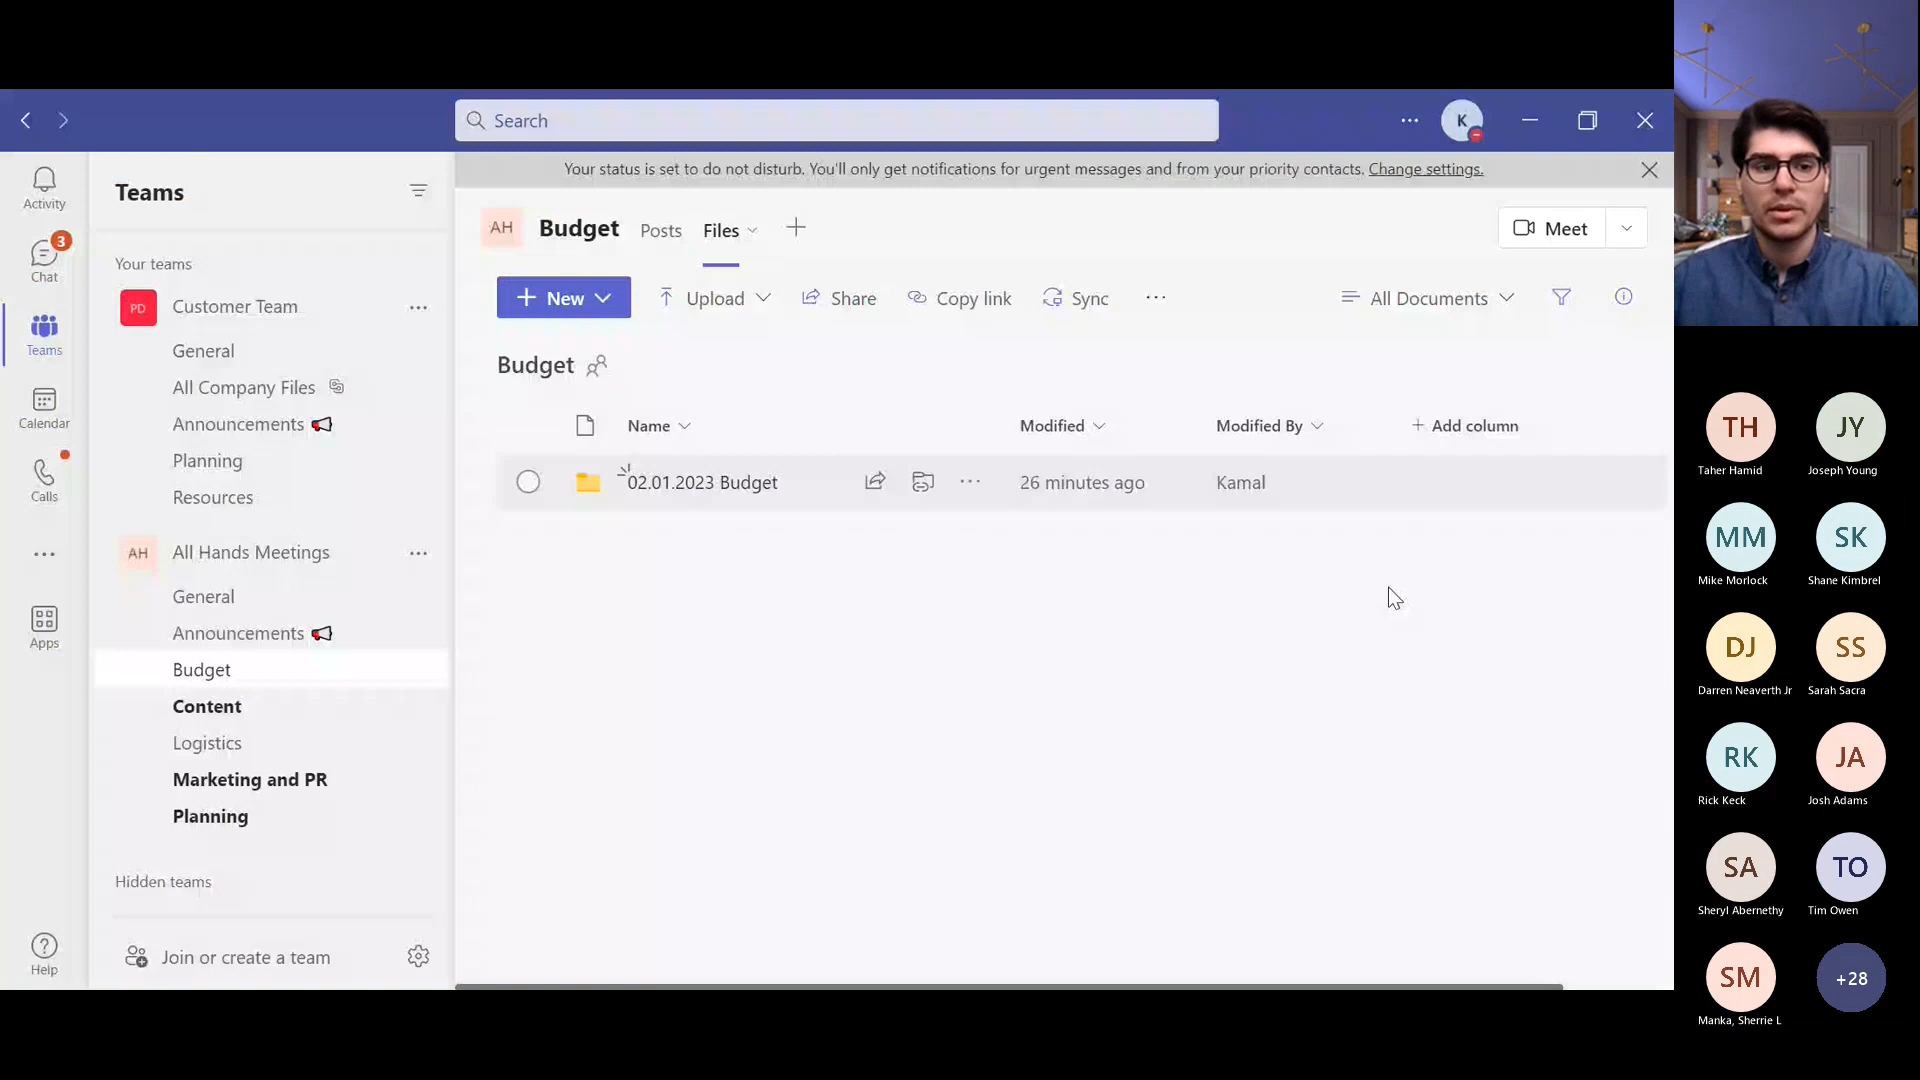 Search
K
Your status is set to do not disturb. You'll only get notifications for urgent messages and from your priority contacts. Change settings.
Activity
3
Chat
Teams
Calendar
Calls
Apps
Help
Teams
Your teams
PD Customer Team
General
All Company Files
Announcements
Planning
Resources
AH All Hands Meetings
General
Announcements
Budget
Content
Logistics
Marketing and PR
Planning
Hidden teams
Join or create a team
AH Budget Posts Files
Meet
New Upload Share Copy link Sync
All Documents
Budget
Name Modified Modified By Add column
02.01.2023 Budget 26 minutes ago Kamal
TH JY
Taher Hamid Joseph Young
MM SK
Mike Morlock Shane Kimbrel
DJ SS
Darren Neaverth Jr Sarah Sacra
RK JA
Rick Keck Josh Adams
SA TO
Sheryl Abernethy Tim Owen
SM +28
Manka, Sherrie L